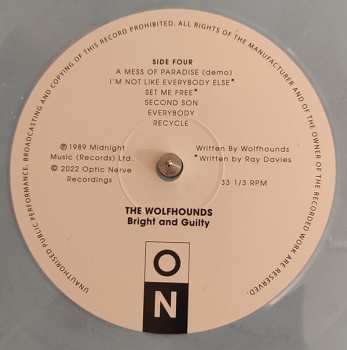 UNAUTHORISED PUBLIC PERFORMANCE, BROADCASTING AND COPYING OF THIS RECORD PROHIBITED. ALL RIGHTS OF THE MANUFACTURER AND OF THE OWNER OF THE RECORDED WORK ARE RESERVED.
SIDE FOUR
A MESS OF PARADISE (demo)
I'M NOT LIKE EVERYBODY ELSE*
SET ME FREE*
SECOND SON
EVERYBODY
RECYCLE
℗ 1989 Midnight
Music (Records) Ltd.
© 2022 Optic Nerve
Recordings
Written By Wolfhounds
*Written by Ray Davies
33 1/3 RPM
THE WOLFHOUNDS
Bright and Guilty
O
N